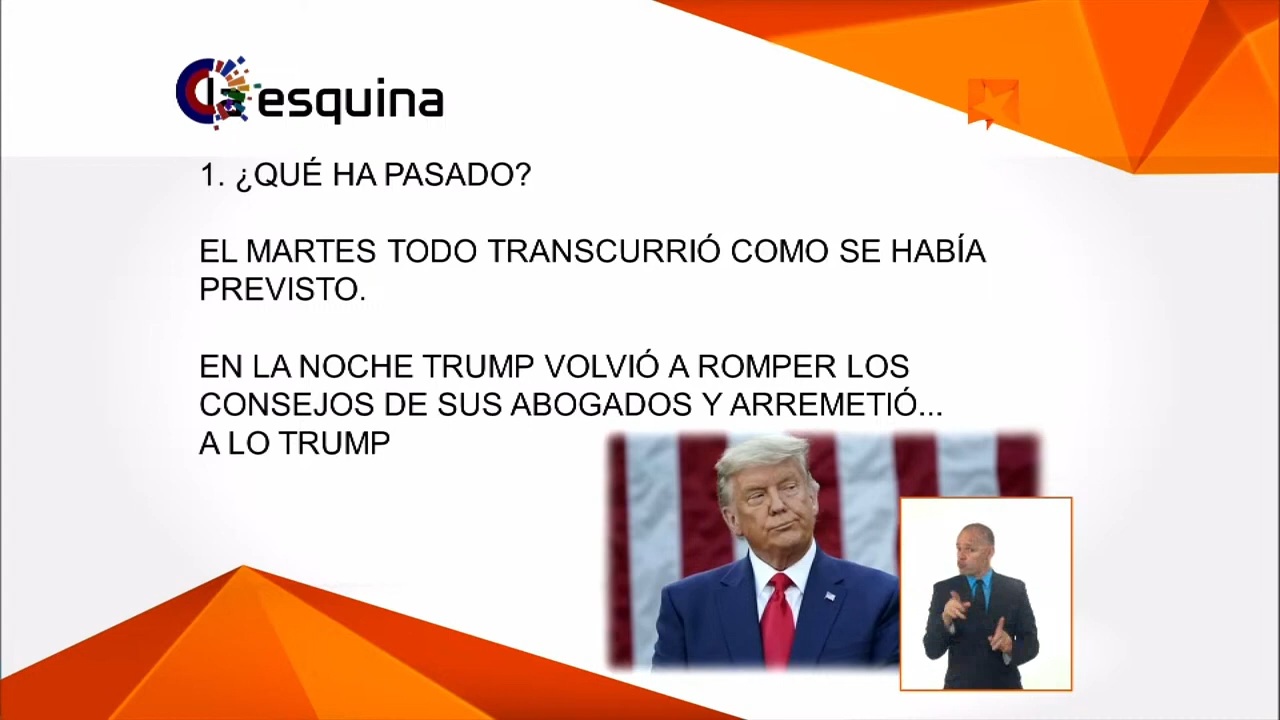 la esquina
1. ¿QUÉ HA PASADO?
EL MARTES TODO TRANSCURRIÓ COMO SE HABÍA
PREVISTO.
EN LA NOCHE TRUMP VOLVIÓ A ROMPER LOS
CONSEJOS DE SUS ABOGADOS Y ARREMETIÓ...
A LO TRUMP